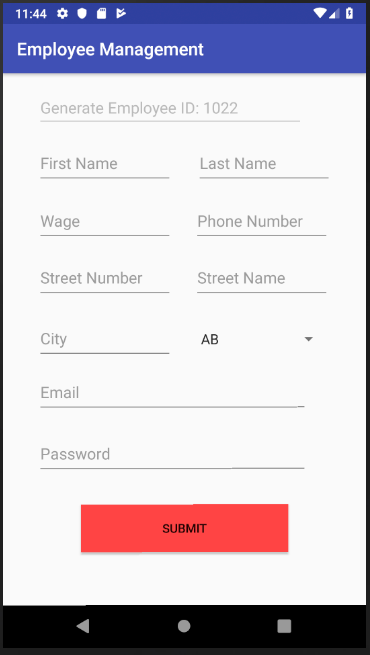 11:44
Employee Management
Generate Employee ID: 1022
First Name Last Name
Wage Phone Number
Street Number Street Name
City AB
Email
Password
SUBMIT